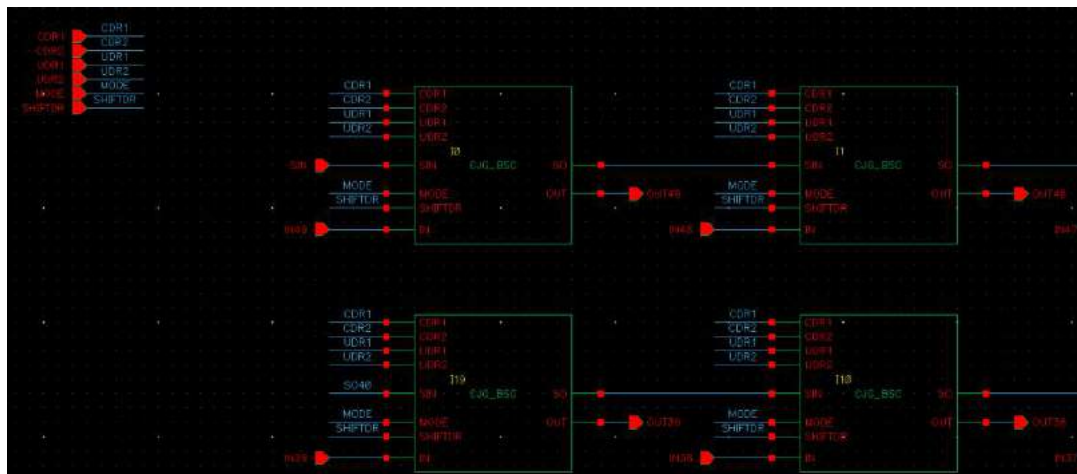 CDR1 CDR1
CDR2 CDR2
UDR1 UDR1
UDR2 UDR2
MODE MODE
SHIFTDR SHIFTDR
CDR1 CDR1 CDR1 CDR1
CDR2 CDR2 CDR2 CDR2
UDR1 UDR1 UDR1 UDR1
UDR2 UDR2 UDR2 UDR2
I0 I1
SIN SIN CJG_BSC SO SIN CJG_BSC SO
MODE MODE OUT MODE MODE OUT
SHIFTDR SHIFTDR SHIFTDR SHIFTDR
IN IN
CDR1 CDR1 CDR1 CDR1
CDR2 CDR2 CDR2 CDR2
UDR1 UDR1 UDR1 UDR1
UDR2 UDR2 UDR2 UDR2
I19 I18
SO40 SIN CJG_BSC SO SIN CJG_BSC SO
MODE MODE OUT MODE MODE OUT
SHIFTDR SHIFTDR SHIFTDR SHIFTDR
IN39 IN IN